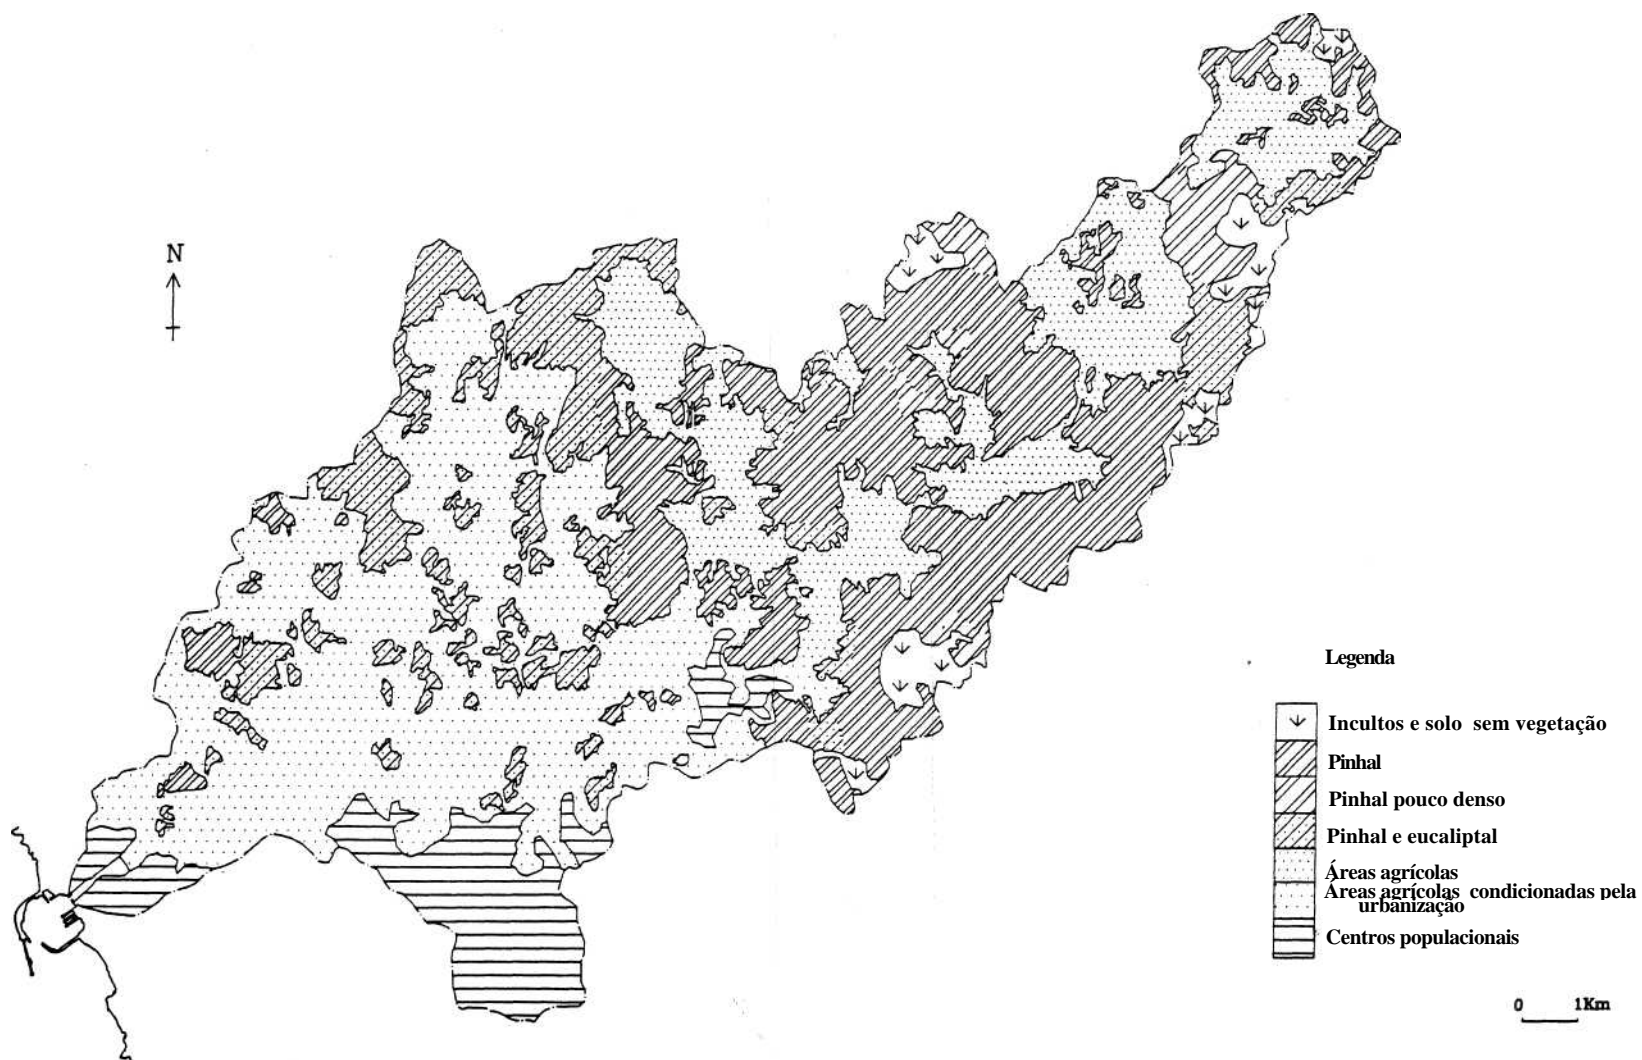 N
Legenda
Incultos e solo sem vegetação
Pinhal
Pinhal pouco denso
Pinhal e eucaliptal
Áreas agrícolas
Áreas agrícolas condicionadas pela
urbanização
Centros populacionais
0 1Km